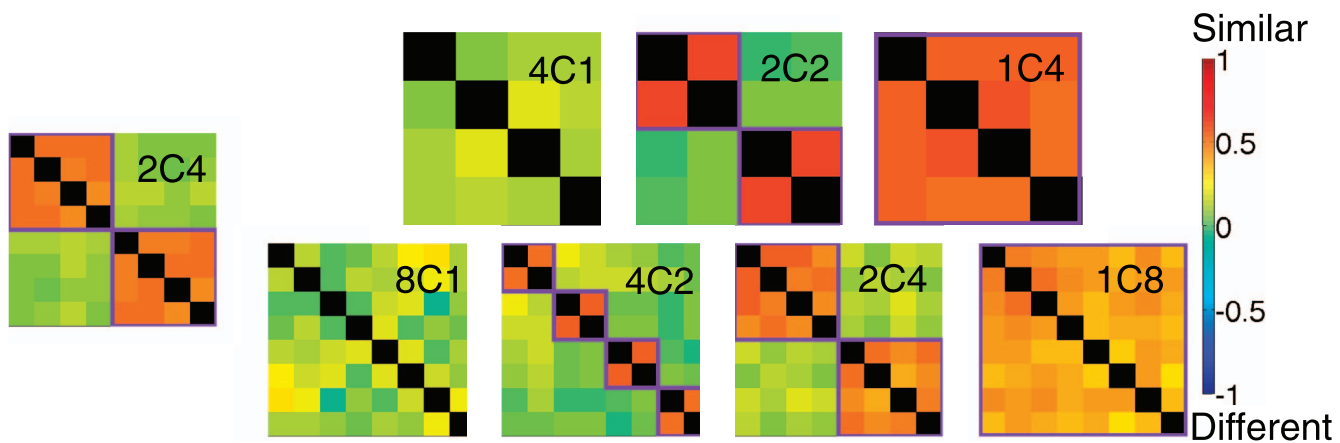 Similar
4C1
2C2
1C4
1
0.5
2C4
0
8C1
4C2
2C4
1C8
-0.5
-1
Different